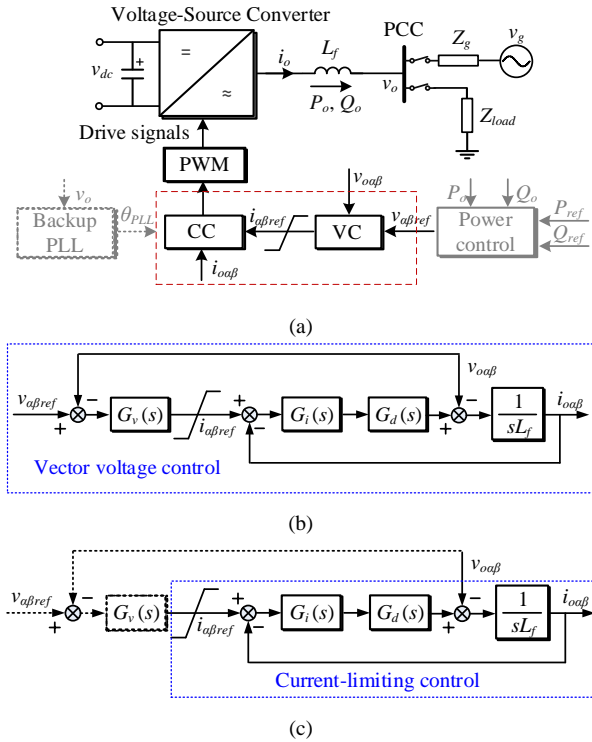 Voltage-Source Converter
v_dc
+
=
≈
i_o
L_f
P_o, Q_o
PCC
v_o
Z_g
v_g
Z_load
Drive signals
PWM
v_o
Backup
PLL
θ_PLL
CC
i_oαβ
i_αβref
v_oαβ
VC
v_αβref
P_o
Q_o
Power
control
P_ref
Q_ref
(a)
v_αβref
+
−
G_v(s)
i_αβref
+
−
G_i(s)
G_d(s)
+
−
v_oαβ
1
sL_f
i_oαβ
Vector voltage control
(b)
v_αβref
+
−
G_v(s)
i_αβref
+
−
G_i(s)
G_d(s)
+
−
v_oαβ
1
sL_f
i_oαβ
Current-limiting control
(c)